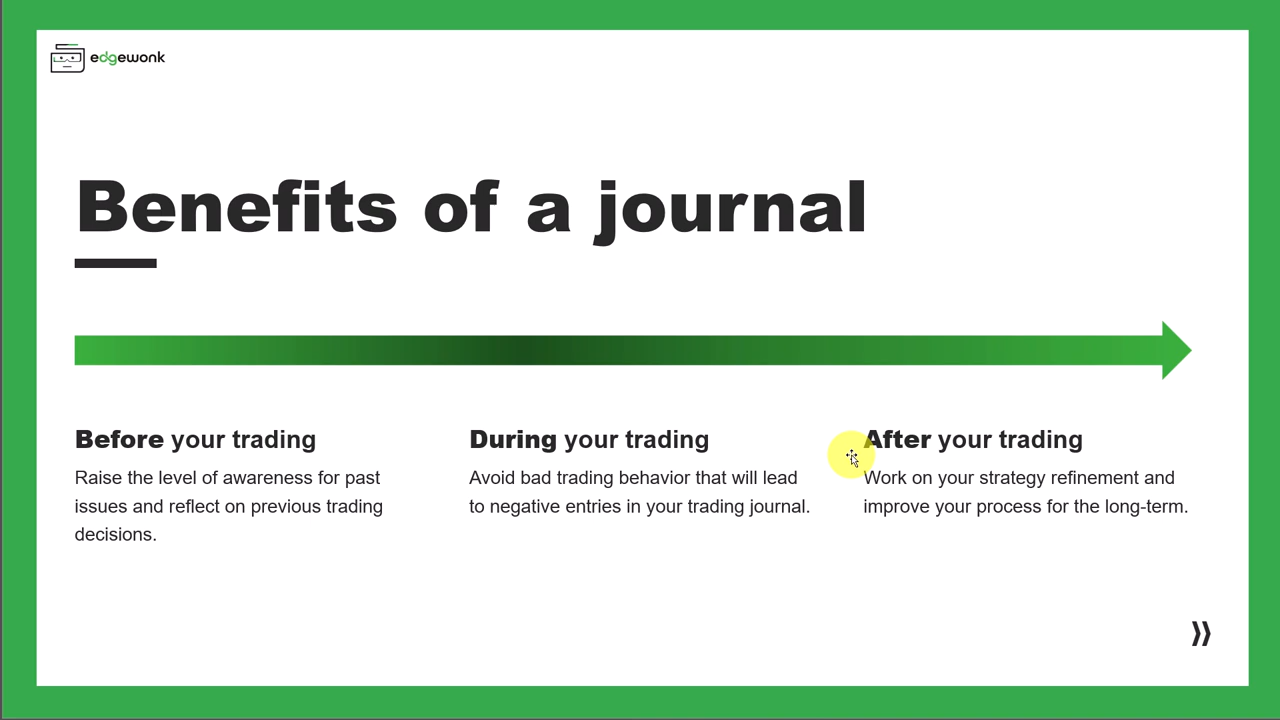 edgewonk
Benefits of a journal
Before your trading
Raise the level of awareness for past
issues and reflect on previous trading
decisions.
During your trading
Avoid bad trading behavior that will lead
to negative entries in your trading journal.
After your trading
Work on your strategy refinement and
improve your process for the long-term.